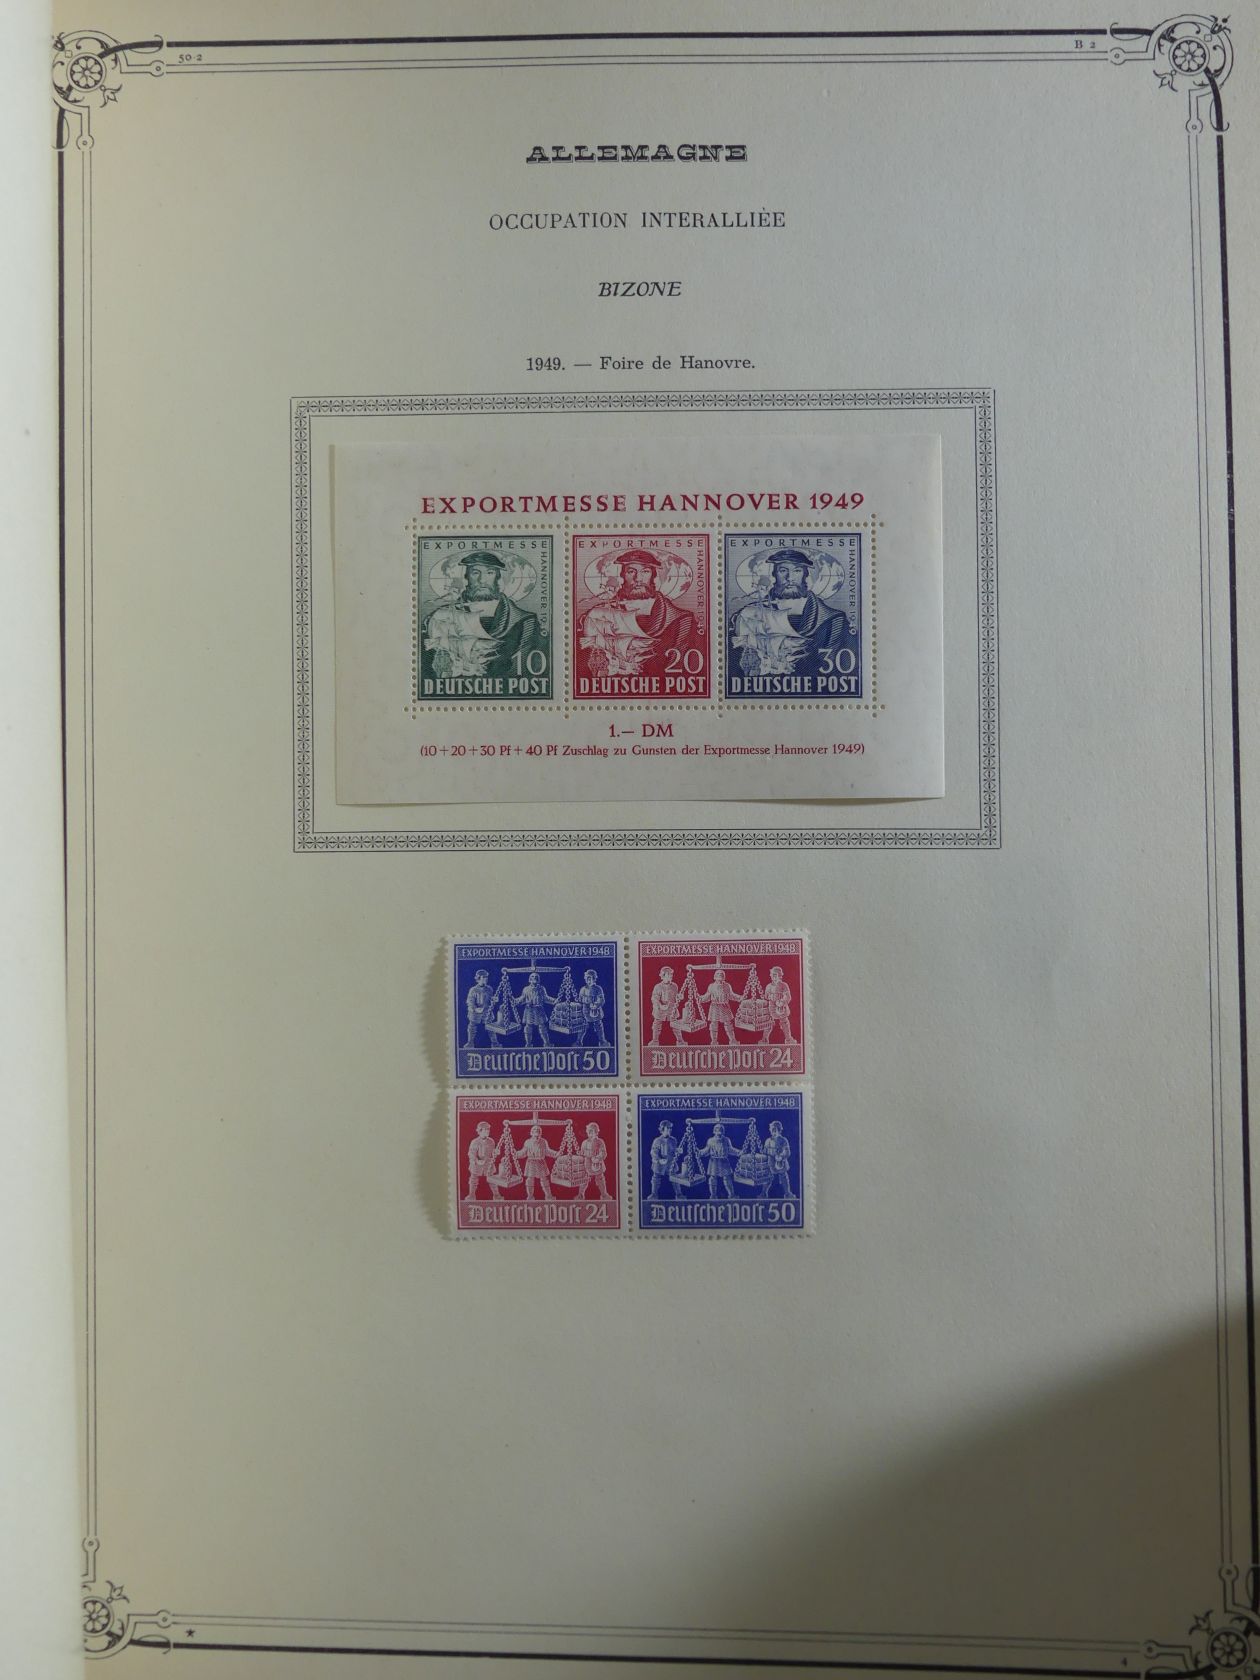 50-2
B 2
ALLEMAGNE
OCCUPATION INTERALLIÈE
BIZONE
1949. — Foire de Hanovre.
EXPORTMESSE HANNOVER 1949
EXPORTMESSE HANNOVER 1949
10
DEUTSCHE POST
EXPORTMESSE HANNOVER 1949
20
DEUTSCHE POST
EXPORTMESSE HANNOVER 1949
30
DEUTSCHE POST
1.— DM
(10+20+30 Pf+40 Pf Zuschlag zu Gunsten der Exportmesse Hannover 1949)
EXPORTMESSE HANNOVER 1948
Deutsche Post 50
EXPORTMESSE HANNOVER 1948
Deutsche Post 24
EXPORTMESSE HANNOVER 1948
Deutsche Post 24
EXPORTMESSE HANNOVER 1948
Deutsche Post 50
*
4